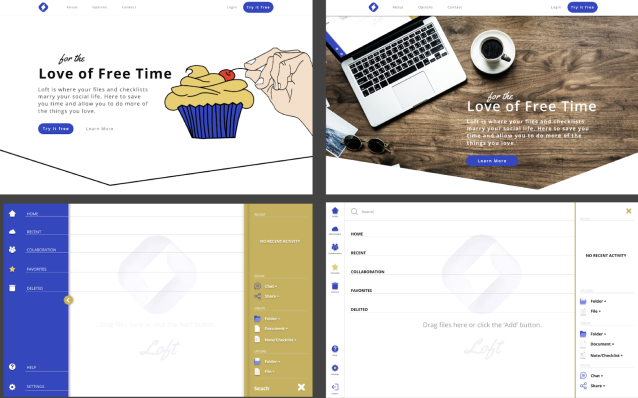 About Options Contact Login Try it free
for the
Love of Free Time
Loft is where your files and checklists
marry your social life. Here to save
you time and allow you to do more of
the things you love.
Try it free Learn More
About Options Contact Login Try it free
for the
Love of Free Time
Loft is where your files and checklists
marry your social life. Here to save you
time and allow you to do more of the
things you love.
Learn More
HOME
RECENT
COLABORATION
FAVORITES
DELETED
HELP
SETTINGS
Drag files here or click the 'Add' button.
Loft
NO RECENT ACTIVITY
Chat +
Share +
Folder +
Document +
Note/Checklist +
Folder +
File +
Seach
HOME
RECENT
COLLABORATION
FAVORITES
DELETED
Drag files here or click the 'Add' button.
Loft
NO RECENT ACTIVITY
Folder +
File +
Folder +
Document +
Note/Checklist +
Chat +
Share +